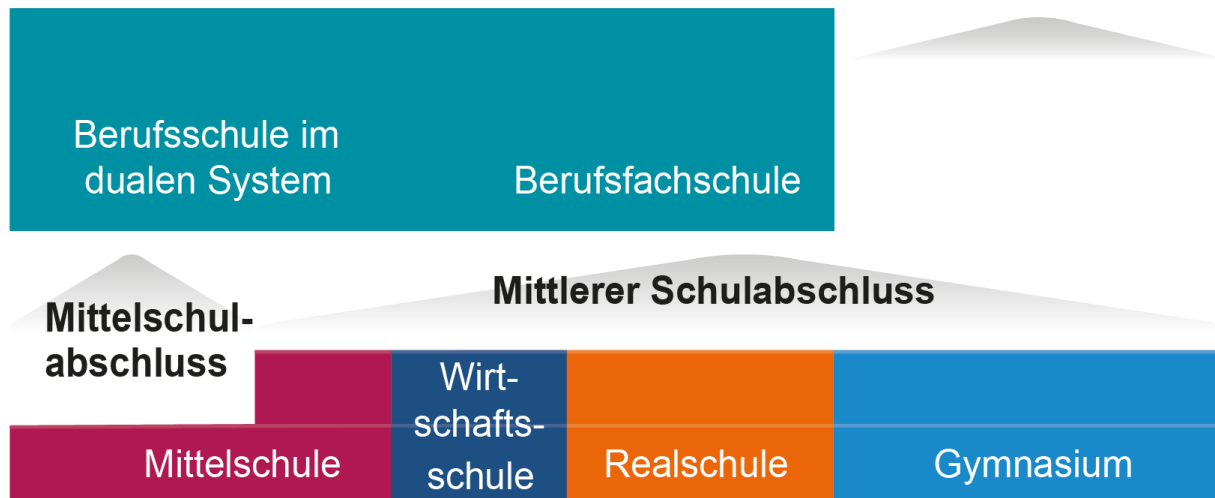 Berufsschule im
dualen System
Berufsfachschule
Mittelschul-
abschluss
Mittlerer Schulabschluss
Mittelschule
Wirt-
schafts-
schule
Realschule
Gymnasium